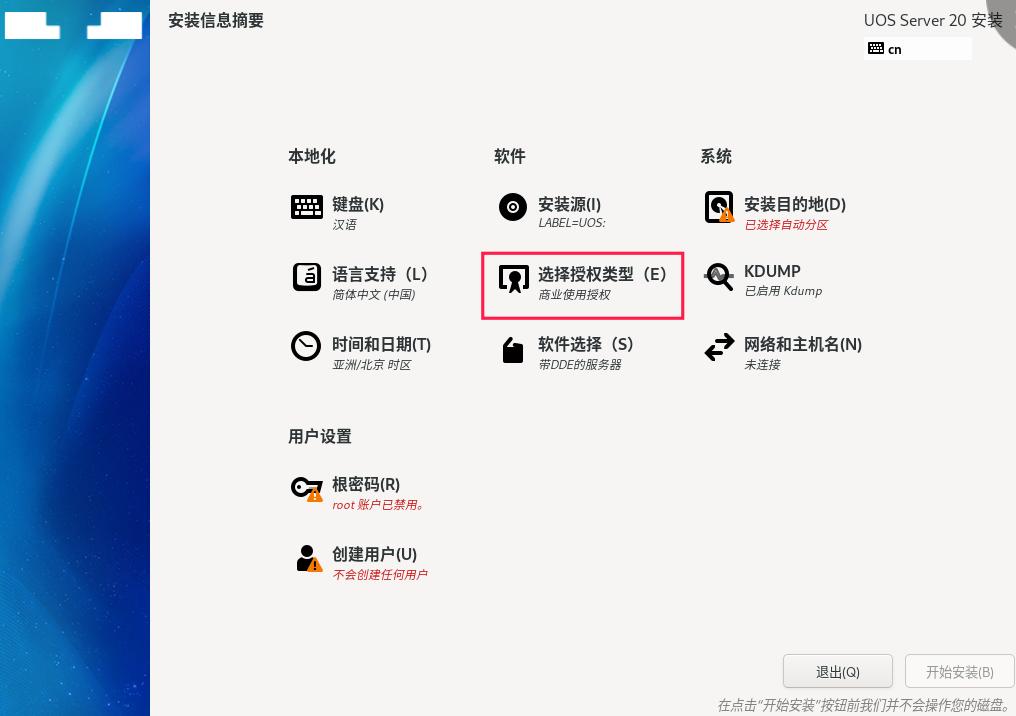 安装信息摘要
UOS Server 20 安装
cn
本地化
软件
系统
键盘(K)
汉语
安装源(I)
LABEL=UOS:
安装目的地(D)
已选择自动分区
语言支持（L）
简体中文 (中国)
选择授权类型（E）
商业使用授权
KDUMP
已启用 Kdump
时间和日期(T)
亚洲/北京 时区
软件选择（S）
带DDE的服务器
网络和主机名(N)
未连接
用户设置
根密码(R)
root 账户已禁用。
创建用户(U)
不会创建任何用户
退出(Q)
开始安装(B)
在点击“开始安装”按钮前我们并不会操作您的磁盘。